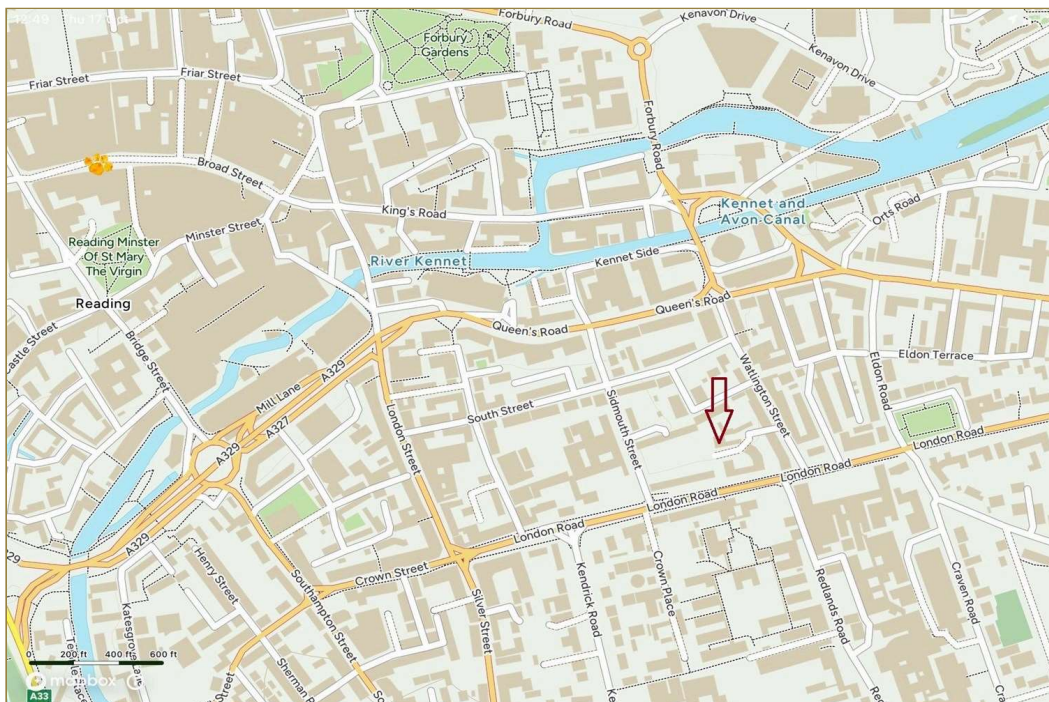 Forbury Road
Kenavon Drive
Forbury
Gardens
Kenavon Drive
Friar Street
Friar Street
Forbury Road
Broad Street
King's Road
Kennet and
Avon Canal
Orts Road
Minster Street
Reading Minster
Of St Mary
The Virgin
River Kennet
Kennet Side
Reading
Queen's Road
Queen's Road
Castle Street
Bridge Street
A329
Mill Lane
A327
Eldon Terrace
Watlington Street
Eldon Road
South Street
Sidmouth Street
London Street
London Road
A329
London Road
London Road
London Road
A329
Crown Street
Henry Street
Southampton Street
Silver Street
Kendrick Road
Crown Place
Redlands Road
Craven Road
Katesgrove La
0 200 ft 400 ft 600 ft
mapbox
A33